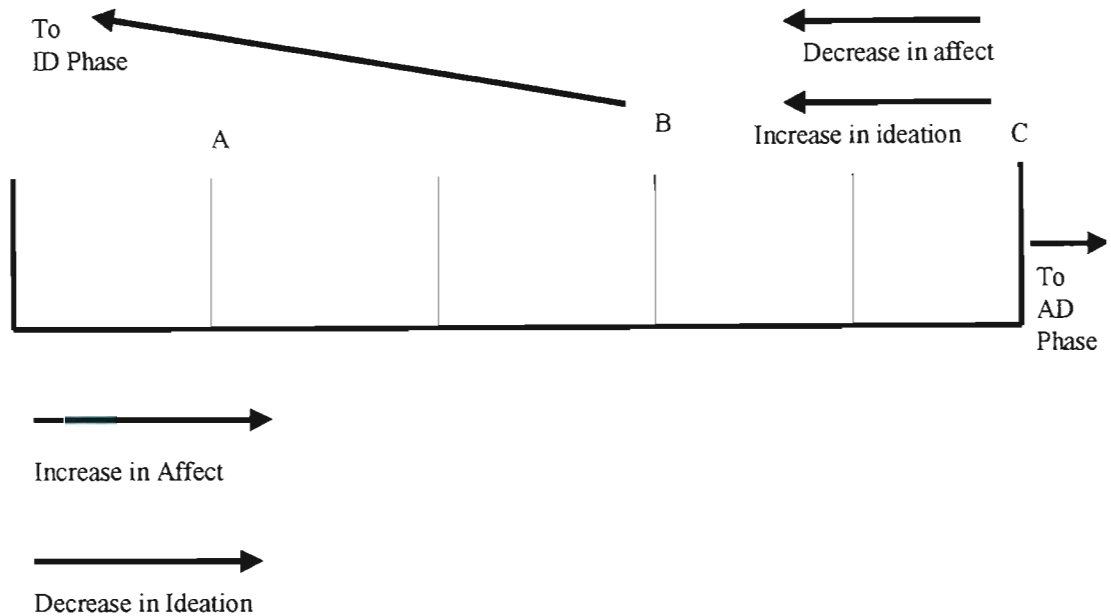 To
ID Phase
Decrease in affect
B
Increase in ideation
C
A
To
AD
Phase
Increase in Affect
Decrease in Ideation